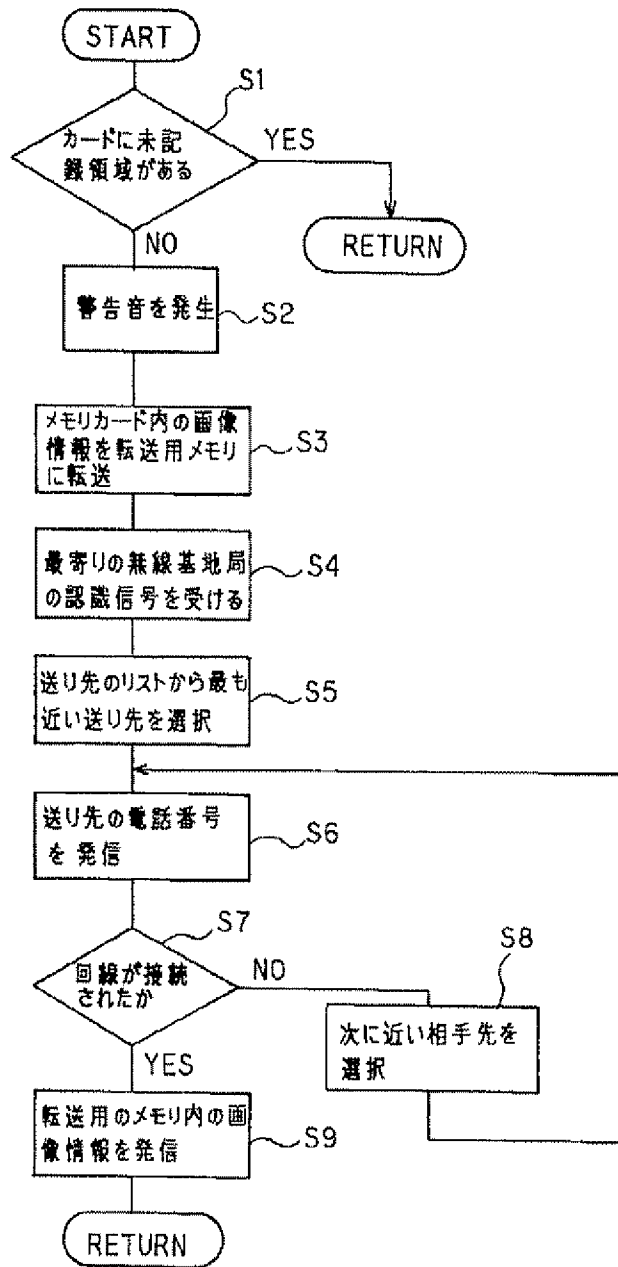 START
S1
カードに未記
録領域がある
YES
RETURN
NO
警告音を発生
S2
メモリカード内の画像
情報を転送用メモリ
に転送
S3
最寄りの無線基地局
の認識信号を受ける
S4
送り先のリストから最も
近い送り先を選択
S5
送り先の電話番号
を発信
S6
S7
回線が接続
されたか
NO
S8
次に近い相手先を
選択
YES
転送用のメモリ内の画
像情報を発信
S9
RETURN